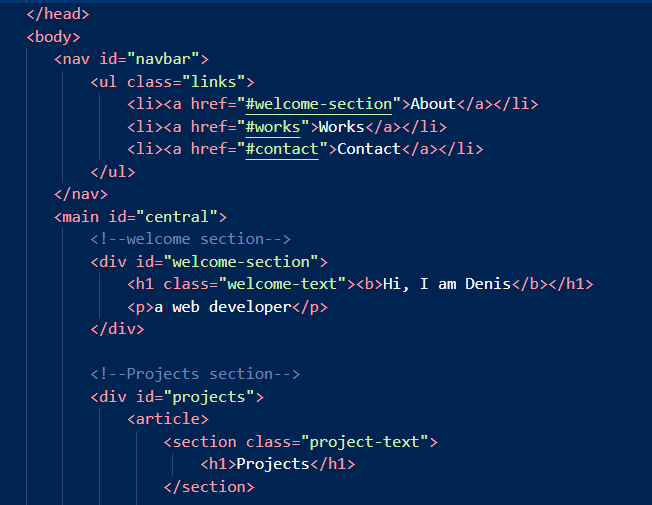 </head>
<body>
<nav id="navbar">
<ul class="links">
<li><a href="#welcome-section">About</a></li>
<li><a href="#works">Works</a></li>
<li><a href="#contact">Contact</a></li>
</ul>
</nav>
<main id="central">
<!--welcome section-->
<div id="welcome-section">
<h1 class="welcome-text"><b>Hi, I am Denis</b></h1>
<p>a web developer</p>
</div>
<!--Projects section-->
<div id="projects">
<article>
<section class="project-text">
<h1>Projects</h1>
</section>